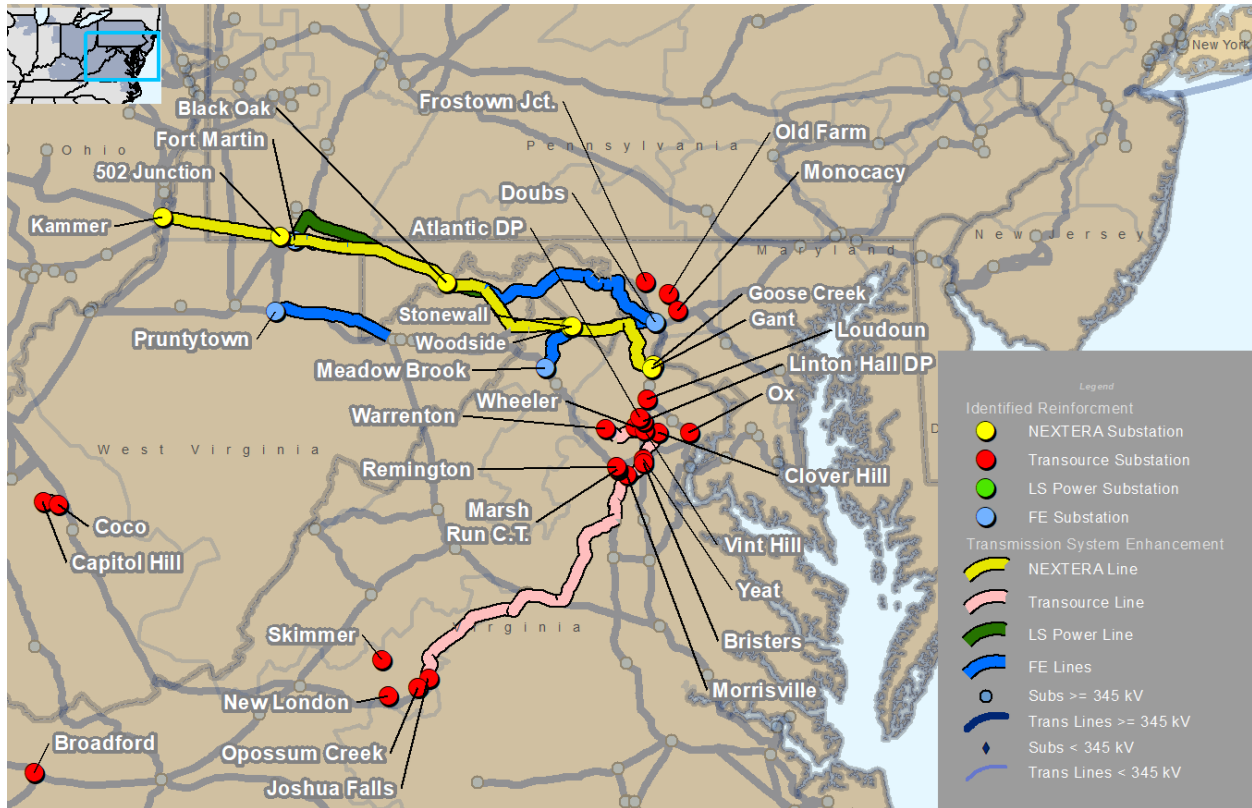 New York
Black Oak
Frostown Jct.
Fort Martin
Old Farm
Ohio
Pennsylvania
502 Junction
Doubs
Monocacy
Kammer
Atlantic DP
New Jersey
Maryland
Goose Creek
Stonewall
Gant
Woodside
Loudoun
Pruntytown
Linton Hall DP
Meadow Brook
Wheeler
Ox
Warrenton
West Virginia
Remington
Clover Hill
Marsh
Run C.T.
Coco
Vint Hill
Capitol Hill
Yeat
Virginia
Skimmer
Bristers
New London
Morrisville
Opossum Creek
Broadford
Joshua Falls
D
Legend
Identified Reinforcment
NEXTERA Substation
Transource Substation
LS Power Substation
FE Substation
Transmission System Enhancement
NEXTERA Line
Transource Line
LS Power Line
FE Lines
Subs >= 345 kV
Trans Lines >= 345 kV
Subs < 345 kV
Trans Lines < 345 kV